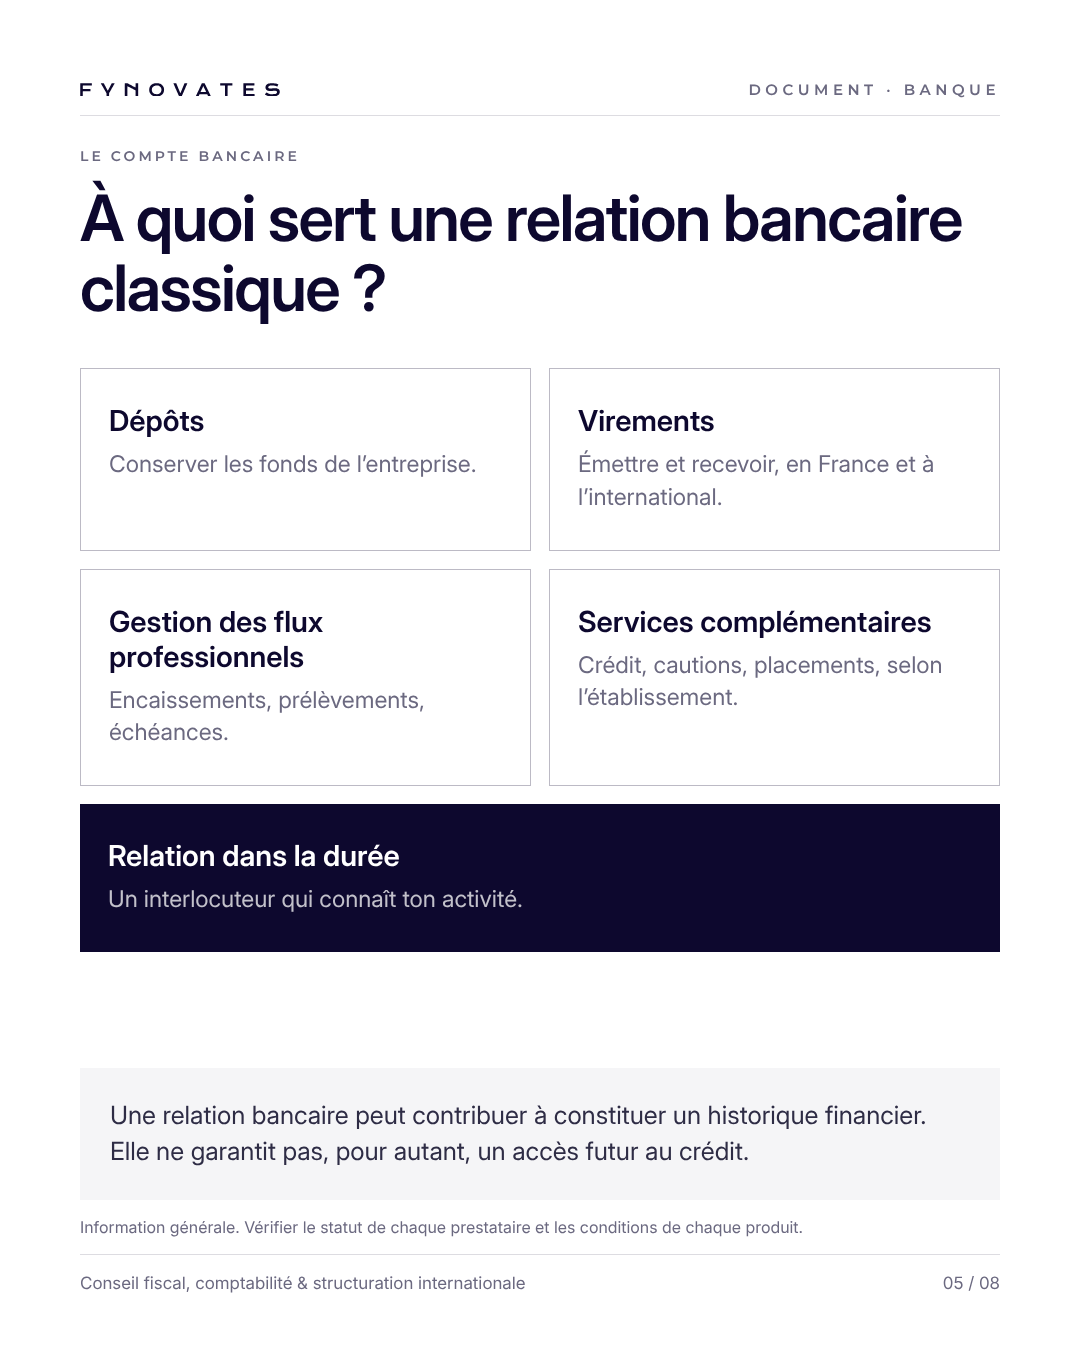 FYNOVATES
DOCUMENT · BANQUE
LE COMPTE BANCAIRE
À quoi sert une relation bancaire
classique ?
Dépôts
Conserver les fonds de l’entreprise.
Virements
Émettre et recevoir, en France et à
l’international.
Gestion des flux
professionnels
Encaissements, prélèvements,
échéances.
Services complémentaires
Crédit, cautions, placements, selon
l’établissement.
Relation dans la durée
Un interlocuteur qui connaît ton activité.
Une relation bancaire peut contribuer à constituer un historique financier.
Elle ne garantit pas, pour autant, un accès futur au crédit.
Information générale. Vérifier le statut de chaque prestataire et les conditions de chaque produit.
Conseil fiscal, comptabilité & structuration internationale
05 / 08